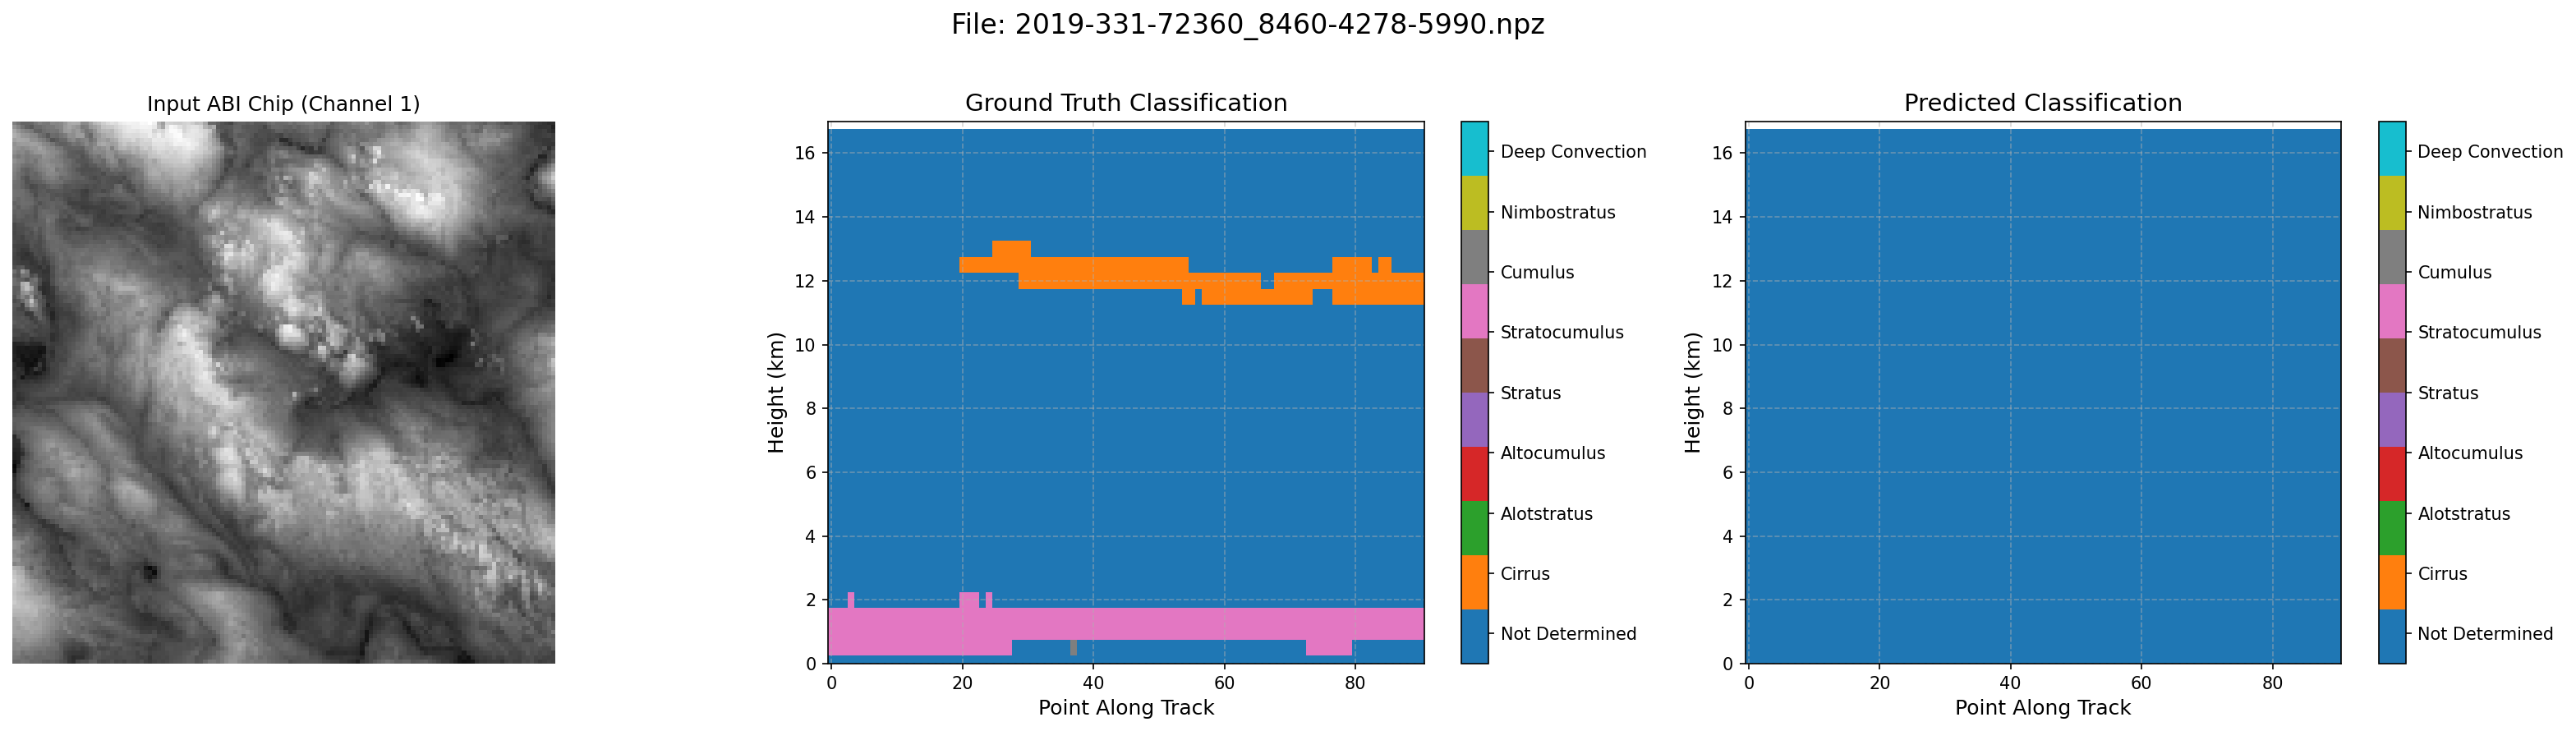 File: 2019-331-72360_8460-4278-5990.npz
Input ABI Chip (Channel 1)
Ground Truth Classification
Height (km)
16
14
12
10
8
6
4
2
0
0 20 40 60 80
Point Along Track
Deep Convection
Nimbostratus
Cumulus
Stratocumulus
Stratus
Altocumulus
Alotstratus
Cirrus
Not Determined
Predicted Classification
Height (km)
16
14
12
10
8
6
4
2
0
0 20 40 60 80
Point Along Track
Deep Convection
Nimbostratus
Cumulus
Stratocumulus
Stratus
Altocumulus
Alotstratus
Cirrus
Not Determined